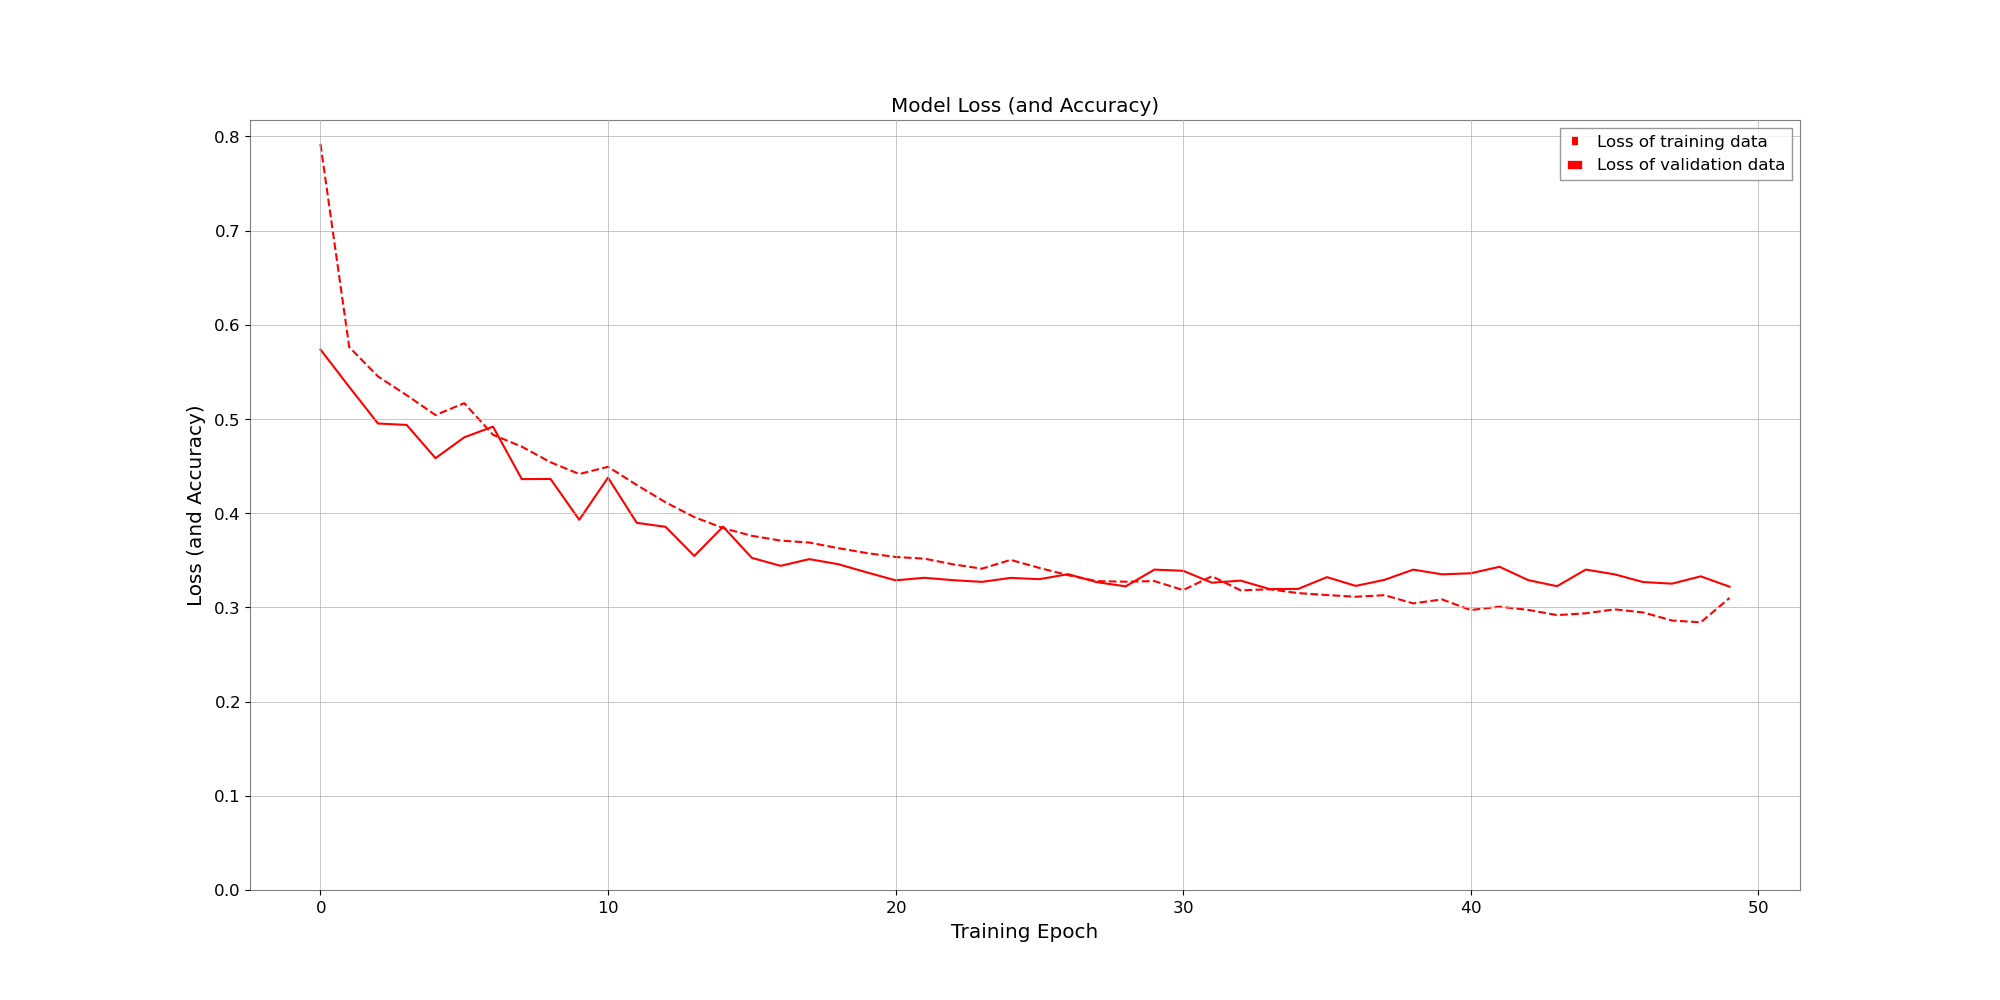 Model Loss (and Accuracy)
Loss of training data
Loss of validation data
0.8
0.7
0.6
0.5
0.4
0.3
0.2
0.1
0.0
Loss (and Accuracy)
0 10 20 30 40 50
Training Epoch